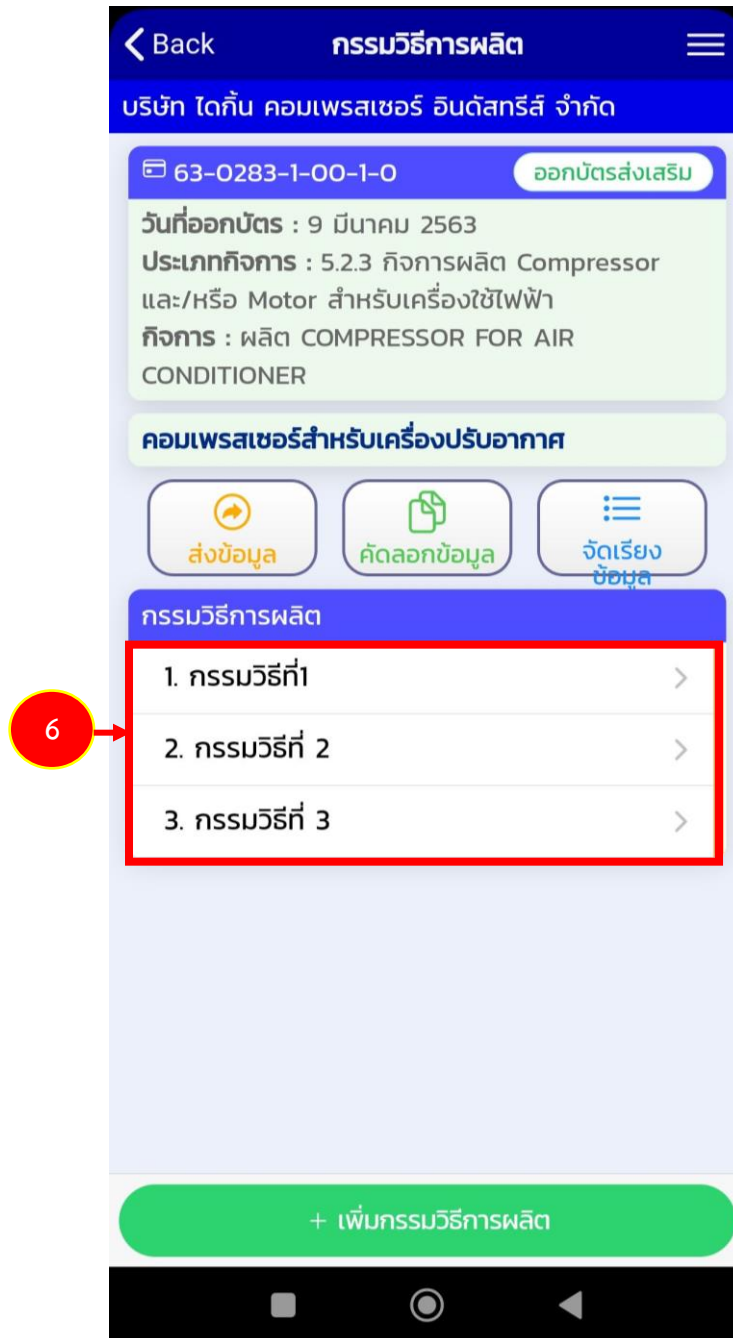 Back
กรรมวิธีการผลิต
บริษัท ไดกิ้น คอมเพรสเซอร์ อินดัสทรีส์ จำกัด
63-0283-1-00-1-0
ออกบัตรส่งเสริม
วันที่ออกบัตร : 9 มีนาคม 2563
ประเภทกิจการ : 5.2.3 กิจการผลิต Compressor
และ/หรือ Motor สำหรับเครื่องใช้ไฟฟ้า
กิจการ : ผลิต COMPRESSOR FOR AIR
CONDITIONER
คอมเพรสเซอร์สำหรับเครื่องปรับอากาศ
ส่งข้อมูล
คัดลอกข้อมูล
จัดเรียง
ข้อมูล
กรรมวิธีการผลิต
1. กรรมวิธีที่1
6
2. กรรมวิธีที่ 2
3. กรรมวิธีที่ 3
+ เพิ่มกรรมวิธีการผลิต